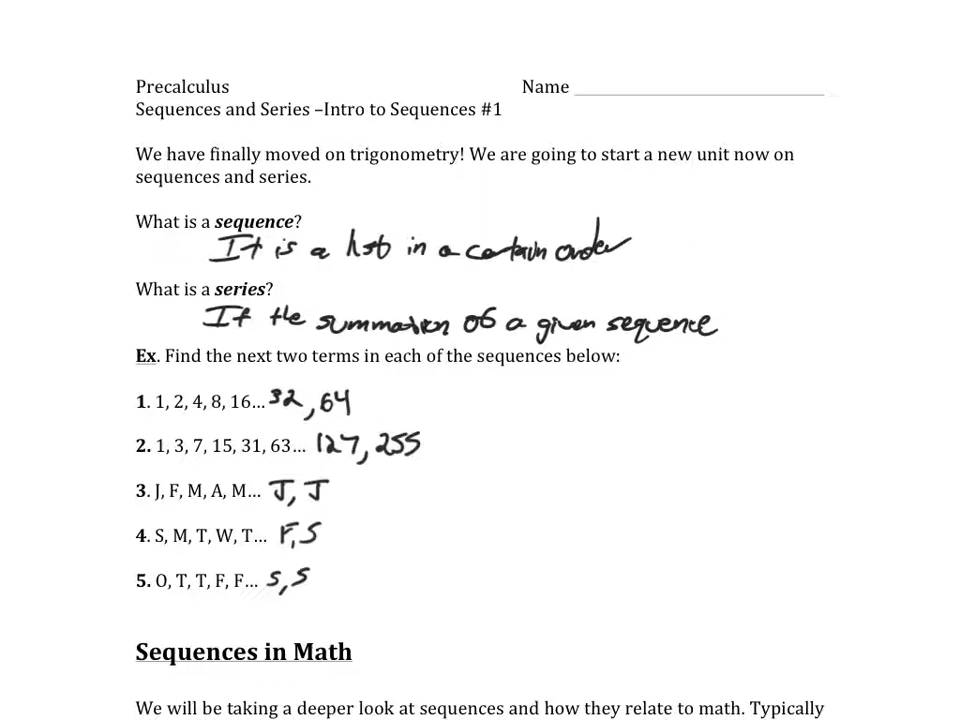 Precalculus Name
Sequences and Series –Intro to Sequences #1
We have finally moved on trigonometry! We are going to start a new unit now on
sequences and series.
What is a sequence?
It is a list in a certain order
What is a series?
If the summation of a given sequence
Ex. Find the next two terms in each of the sequences below:
1. 1, 2, 4, 8, 16… 32, 64
2. 1, 3, 7, 15, 31, 63… 127, 255
3. J, F, M, A, M… J, J
4. S, M, T, W, T… F, S
5. O, T, T, F, F… S, S
Sequences in Math
We will be taking a deeper look at sequences and how they relate to math. Typically